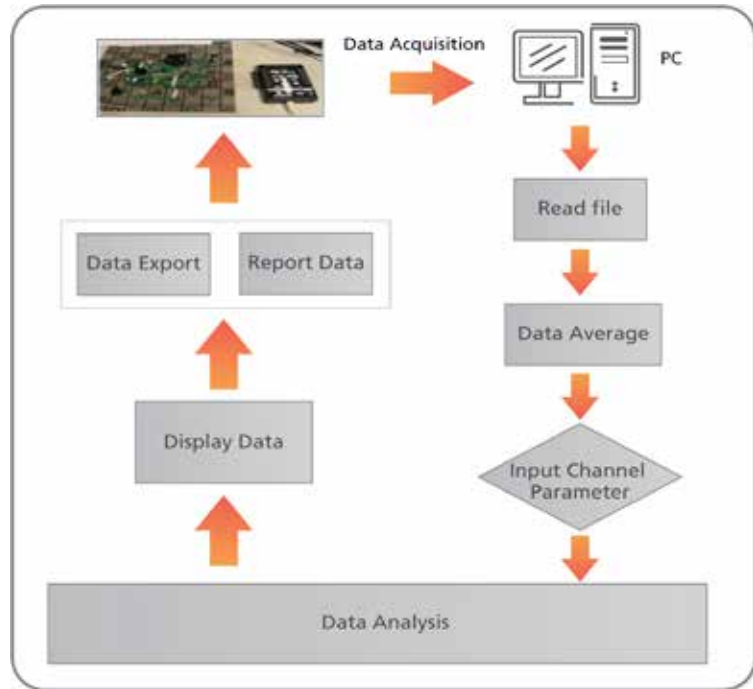 Data Acquisition
PC
Read file
Data Export
Report Data
Data Average
Display Data
Input Channel
Parameter
Data Analysis